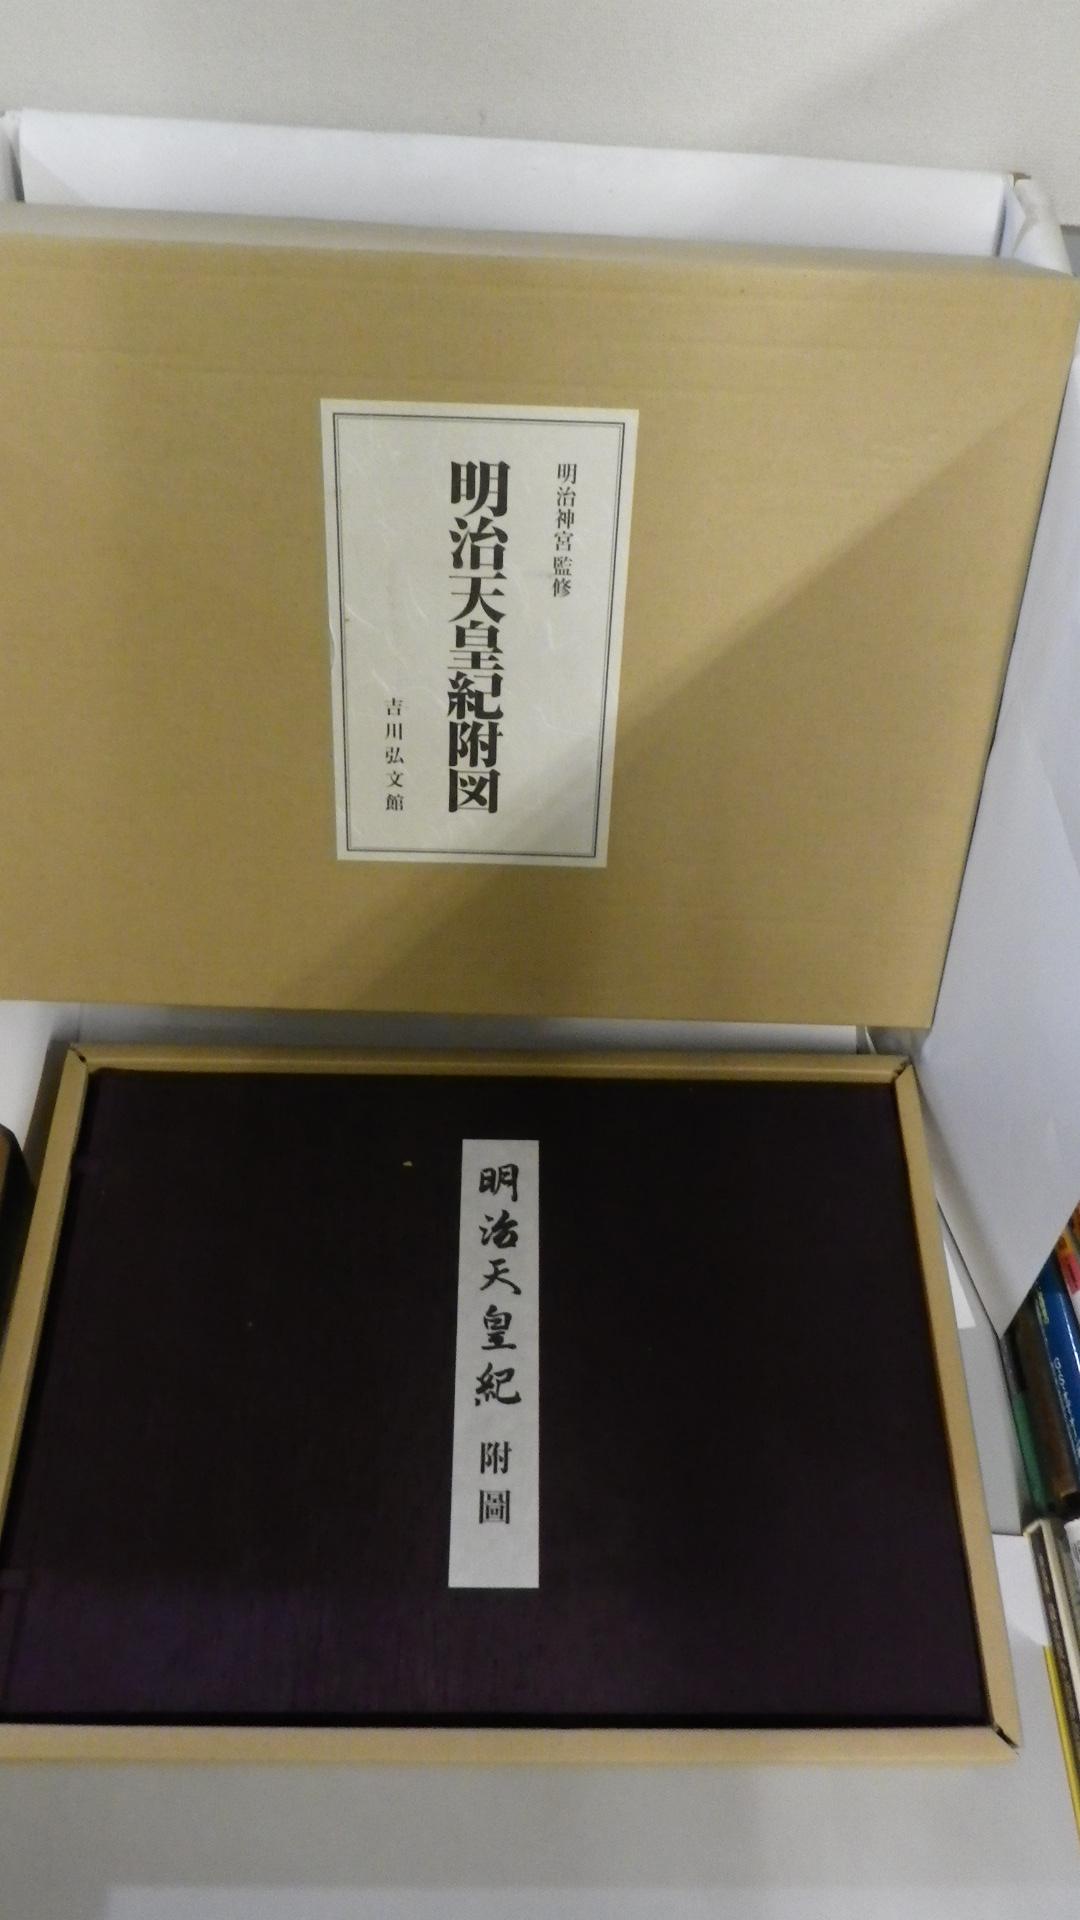 明治神宮監修
明治天皇紀附図
吉川弘文館
明治天皇紀 附圖